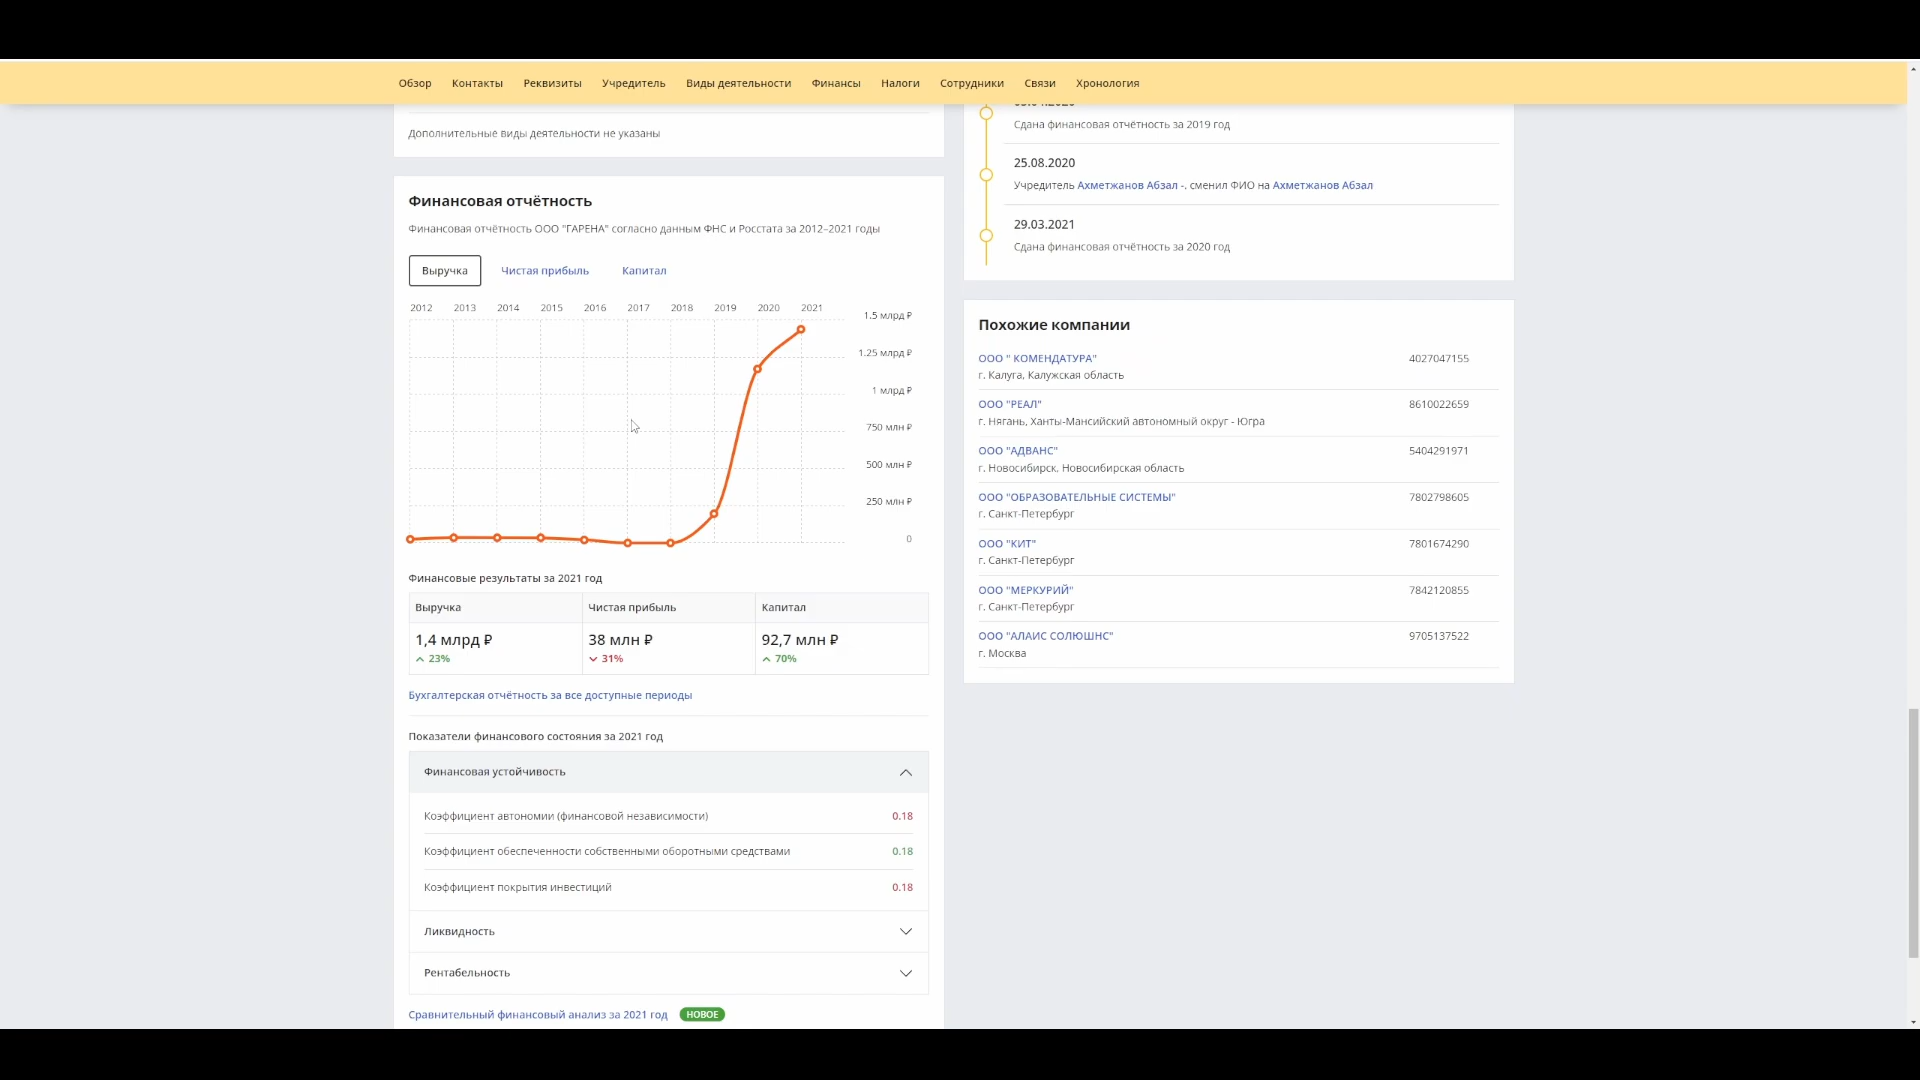 Обзор Контакты Реквизиты Учредитель Виды деятельности Финансы Налоги Сотрудники Связи Хронология
Дополнительные виды деятельности не указаны
Финансовая отчётность
Финансовая отчётность ООО "ГАРЕНА" согласно данным ФНС и Росстата за 2012–2021 годы
Выручка Чистая прибыль Капитал
2012 2013 2014 2015 2016 2017 2018 2019 2020 2021
1.5 млрд ₽
1.25 млрд ₽
1 млрд ₽
750 млн ₽
500 млн ₽
250 млн ₽
0
Финансовые результаты за 2021 год
Выручка Чистая прибыль Капитал
1,4 млрд ₽ 38 млн ₽ 92,7 млн ₽
23% 31% 70%
Бухгалтерская отчётность за все доступные периоды
Показатели финансового состояния за 2021 год
Финансовая устойчивость
Коэффициент автономии (финансовой независимости) 0.18
Коэффициент обеспеченности собственными оборотными средствами 0.18
Коэффициент покрытия инвестиций 0.18
Ликвидность
Рентабельность
Сравнительный финансовый анализ за 2021 год НОВОЕ
Сдана финансовая отчётность за 2019 год
25.08.2020
Учредитель Ахметжанов Абзал -, сменил ФИО на Ахметжанов Абзал
29.03.2021
Сдана финансовая отчётность за 2020 год
Похожие компании
ООО " КОМЕНДАТУРА" 4027047155
г. Калуга, Калужская область
ООО "РЕАЛ" 8610022659
г. Нягань, Ханты-Мансийский автономный округ - Югра
ООО "АДВАНС" 5404291971
г. Новосибирск, Новосибирская область
ООО "ОБРАЗОВАТЕЛЬНЫЕ СИСТЕМЫ" 7802798605
г. Санкт-Петербург
ООО "КИТ" 7801674290
г. Санкт-Петербург
ООО "МЕРКУРИЙ" 7842120855
г. Санкт-Петербург
ООО "АЛАИС СОЛЮШНС" 9705137522
г. Москва